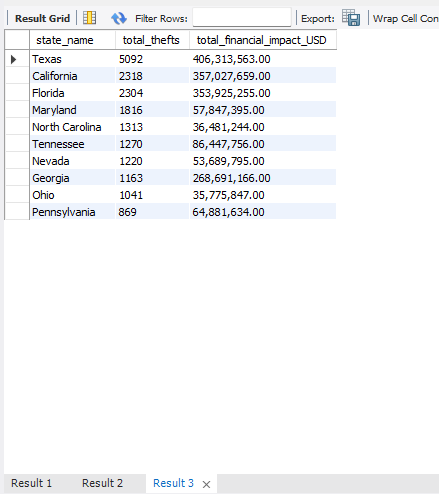 Result Grid Filter Rows: Export: Wrap Cell Con
state_name total_thefts total_financial_impact_USD
Texas 5092 406,313,563.00
California 2318 357,027,659.00
Florida 2304 353,925,255.00
Maryland 1816 57,847,395.00
North Carolina 1313 36,481,244.00
Tennessee 1270 86,447,756.00
Nevada 1220 53,689,795.00
Georgia 1163 268,691,166.00
Ohio 1041 35,775,847.00
Pennsylvania 869 64,881,634.00
Result 1 Result 2 Result 3